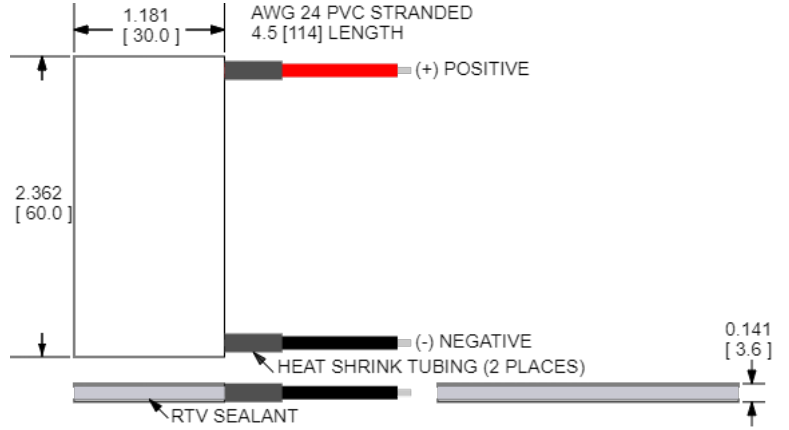 1.181
[ 30.0 ]
AWG 24 PVC STRANDED
4.5 [114] LENGTH
(+) POSITIVE
2.362
[ 60.0 ]
(-) NEGATIVE
HEAT SHRINK TUBING (2 PLACES)
0.141
[ 3.6 ]
RTV SEALANT